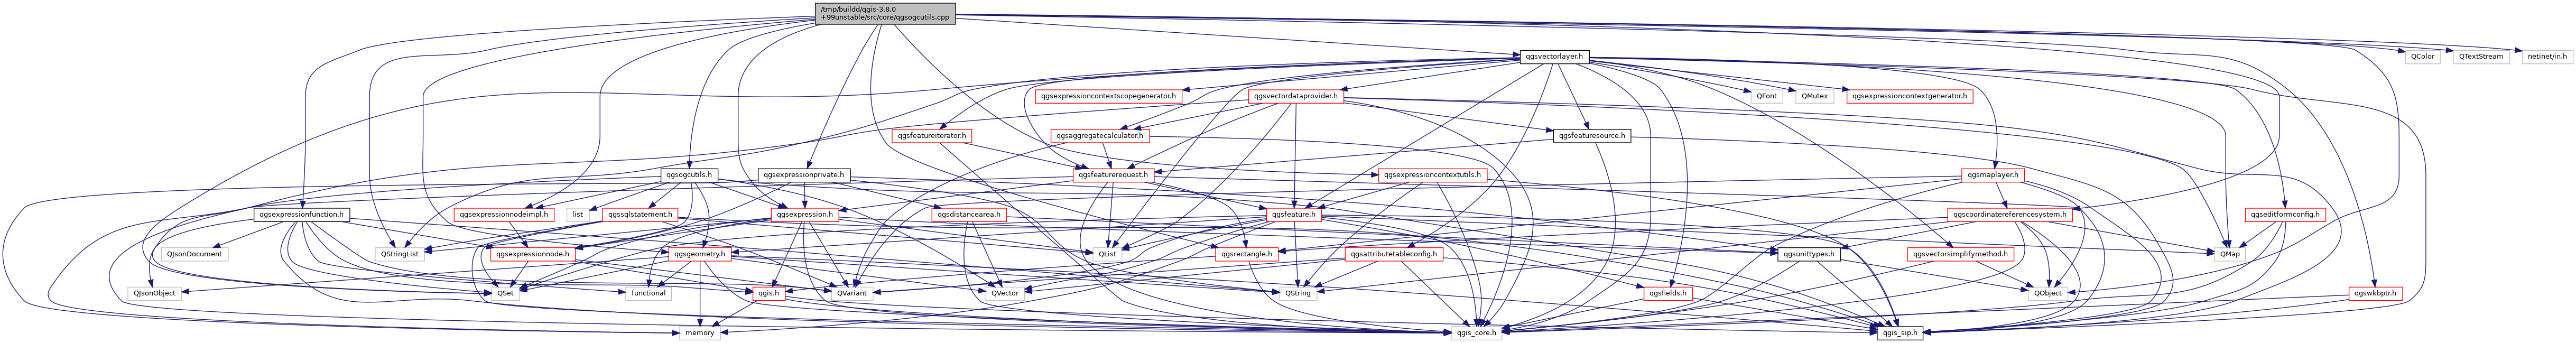 /tmp/buildd/qgis-3.8.0
+99unstable/src/core/qgsogcutils.cpp
qgsvectorlayer.h
QColor
QTextStream
netinet/in.h
qgsexpressioncontextscopegenerator.h
qgsvectordataprovider.h
QFont
QMutex
qgsexpressioncontextgenerator.h
qgsfeatureiterator.h
qgsaggregatecalculator.h
qgsfeaturesource.h
qgsogcutils.h
qgsexpressionprivate.h
qgsfeaturerequest.h
qgsexpressioncontextutils.h
qgsmaplayer.h
qgsexpressionfunction.h
qgsexpressionnodeimpl.h
list
qgssqlstatement.h
qgsexpression.h
qgsdistancearea.h
qgsfeature.h
qgscoordinatereferencesystem.h
qgseditformconfig.h
QJsonDocument
QStringList
qgsexpressionnode.h
qgsgeometry.h
QList
qgsrectangle.h
qgsattributetableconfig.h
qgsunittypes.h
qgsvectorsimplifymethod.h
QMap
QJsonObject
QSet
functional
qgis.h
QVariant
QVector
QString
qgsfields.h
QObject
qgswkbptr.h
memory
qgis_core.h
qgis_sip.h